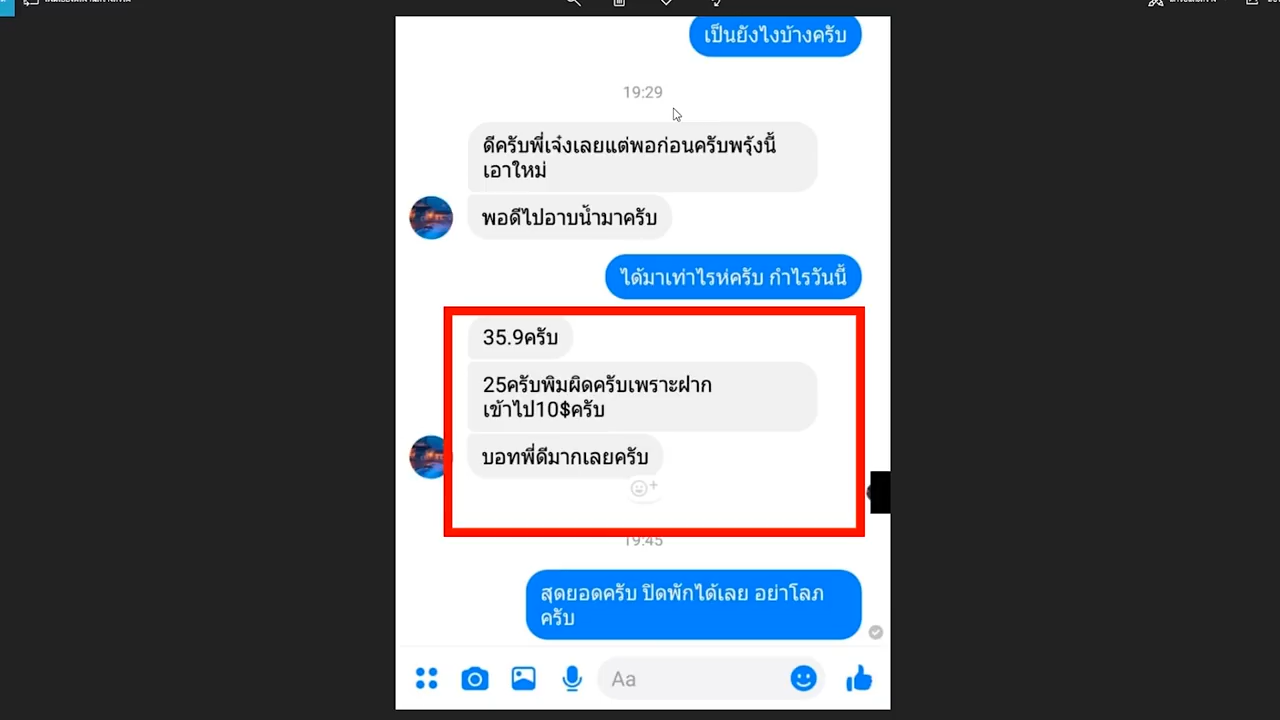 เป็นยังไงบ้างครับ
19:29
ดีครับพี่เจ๋งเลยแต่พอก่อนครับพรุ้งนี้
เอาใหม่
พอดีไปอาบน้ำมาครับ
ได้มาเท่าไรห่ครับ กำไรวันนี้
35.9ครับ
25ครับพิมผิดครับเพราะฝาก
เข้าไป10$ครับ
บอทพี่ดีมากเลยครับ
19:45
สุดยอดครับ ปิดพักได้เลย อย่าโลภ
ครับ
Aa